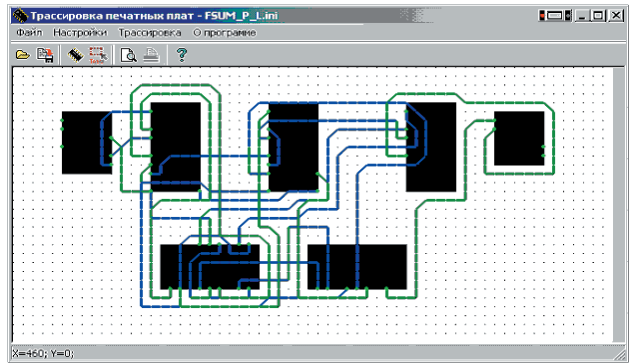 Трассировка печатных плат - FSUM_P_L.ini
Файл Настройки Трассировка О программе
X=460; Y=0;